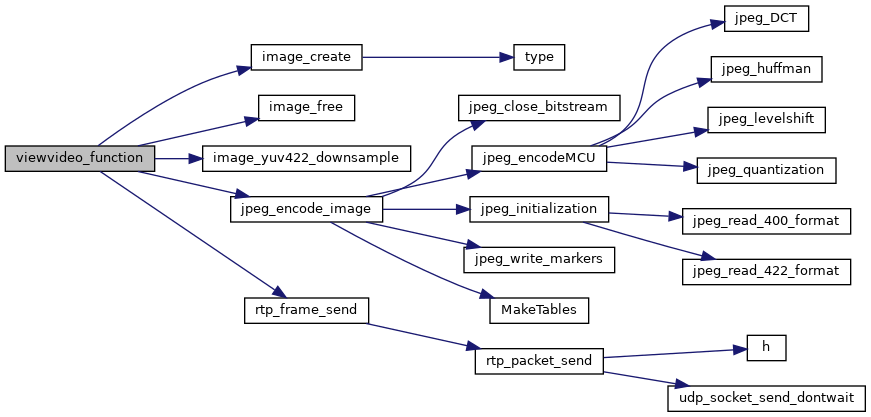 viewvideo_function
image_create
type
image_free
image_yuv422_downsample
jpeg_encode_image
jpeg_close_bitstream
jpeg_encodeMCU
jpeg_DCT
jpeg_huffman
jpeg_levelshift
jpeg_quantization
jpeg_initialization
jpeg_read_400_format
jpeg_read_422_format
jpeg_write_markers
MakeTables
rtp_frame_send
rtp_packet_send
h
udp_socket_send_dontwait